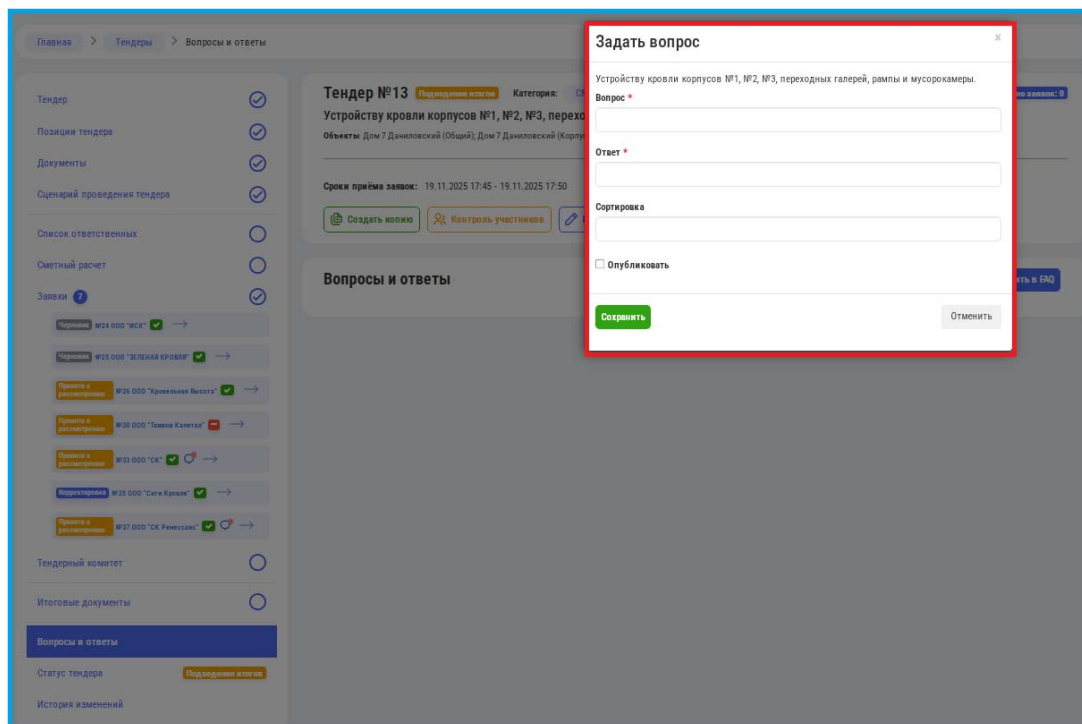 Главная > Тендеры > Вопросы и ответы
Тендер
Позиции тендера
Документы
Сценарий проведения тендера
Список ответственных
Сметный расчет
Заявки 7
Черновик №24 ООО "ИСК"
Черновик №25 ООО "ЗЕЛЕНАЯ КРОВЛЯ"
Принята к рассмотрению №26 ООО "Кровельная Высота"
Принята к рассмотрению №30 ООО "Танков Капитал"
Принята к рассмотрению №33 ООО "СК"
Корректировка №35 ООО "Сити Кровля"
Принята к рассмотрению №37 ООО "СК Ренессанс"
Тендерный комитет
Итоговые документы
Вопросы и ответы
Статус тендера Подведение итогов
История изменений
Тендер №13 Подведение итогов Категория:
Устройству кровли корпусов №1, №2, №3, перехо
Объекты Дом 7 Даниловский (Общий); Дом 7 Даниловский (Корпу
Сроки приёма заявок: 19.11.2025 17:45 - 19.11.2025 17:50
Создать копию Контроль участников
Вопросы и ответы
но заявок: 0
ть в FAQ
Задать вопрос
x
Устройству кровли корпусов №1, №2, №3, переходных галерей, рампы и мусорокамеры.
Вопрос *
Ответ *
Сортировка
Опубликовать
Сохранить Отменить